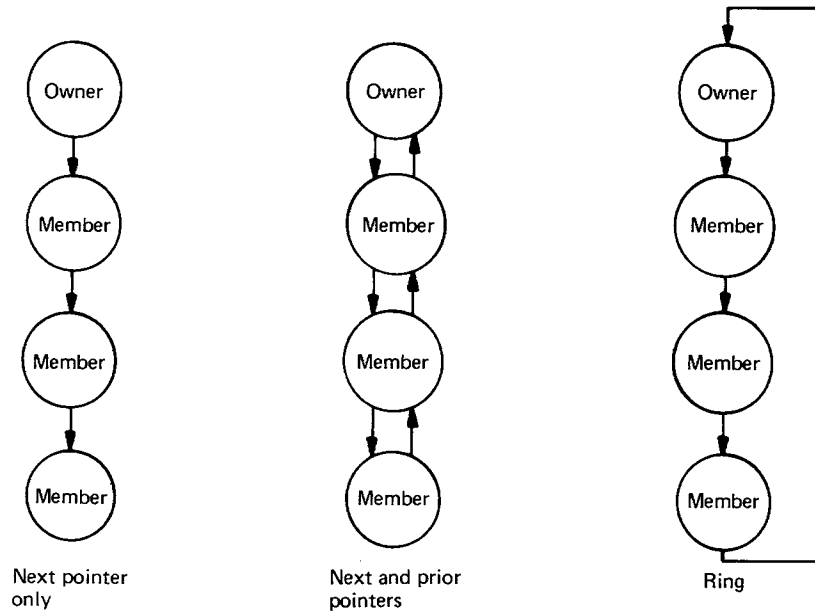 Owner
Member
Member
Member
Next pointer
only
Owner
Member
Member
Member
Next and prior
pointers
Owner
Member
Member
Member
Ring